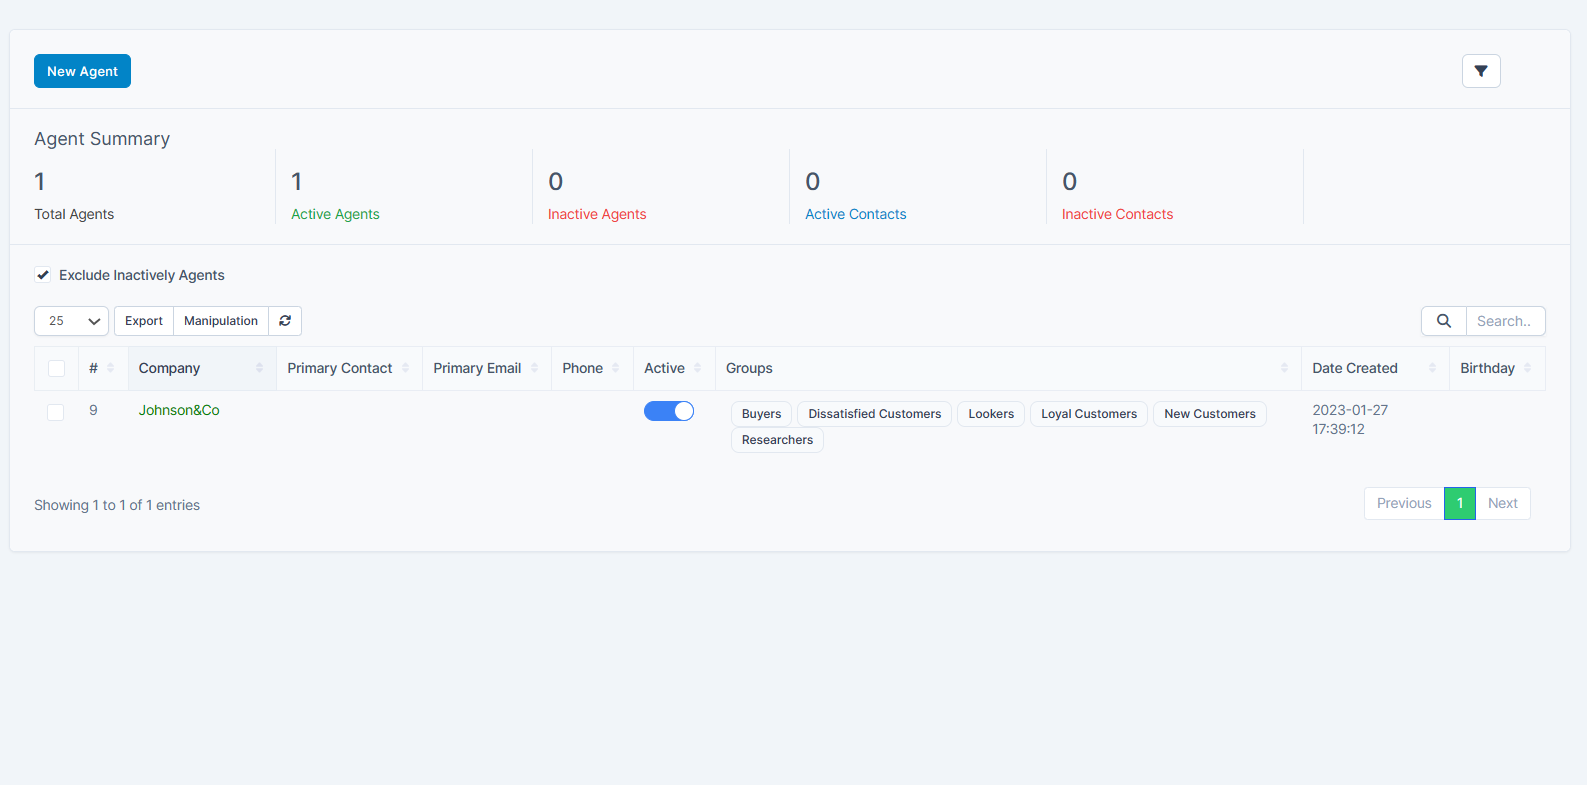 New Agent
Agent Summary
1 1 0 0 0
Total Agents Active Agents Inactive Agents Active Contacts Inactive Contacts
Exclude Inactively Agents
25 Export Manipulation Search..
# Company Primary Contact Primary Email Phone Active Groups Date Created Birthday
9 Johnson&Co Buyers Dissatisfied Customers Lookers Loyal Customers New Customers 2023-01-27
Researchers 17:39:12
Showing 1 to 1 of 1 entries Previous 1 Next